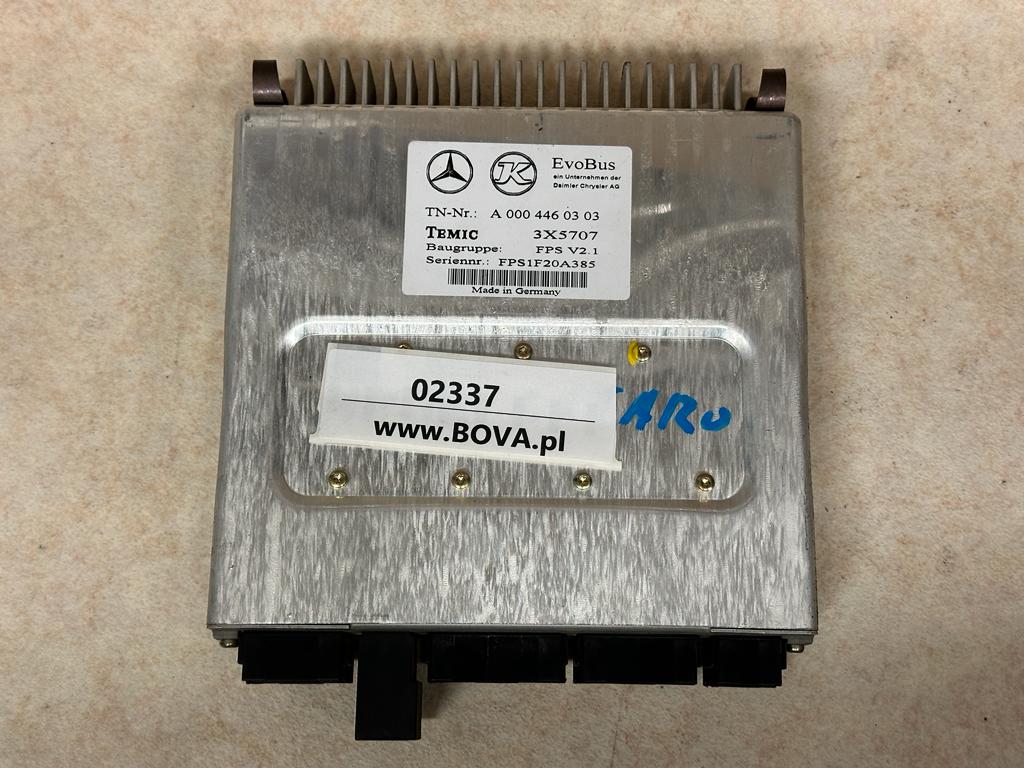 EvoBus
ein Unternehmen der
Daimler Chrysler AG
TN-Nr.: A 000 446 03 03
TEMIC 3X5707
Baugruppe: FPS V2.1
Seriennr.: FPS1F20A385
Made in Germany
02337
www.BOVA.pl